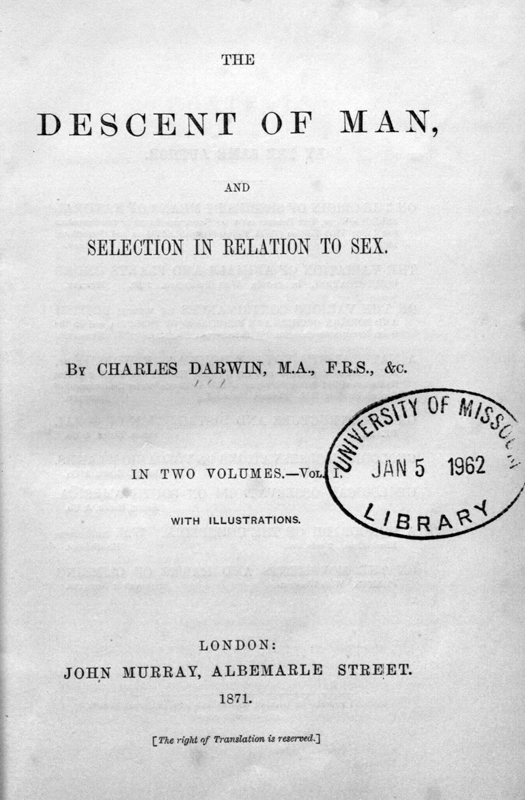 THE
DESCENT OF MAN,
AND
SELECTION IN RELATION TO SEX.
BY CHARLES DARWIN, M.A., F.R.S., &c.
IN TWO VOLUMES.—VOL. I.
WITH ILLUSTRATIONS.
UNIVERSITY OF MISSOURI
JAN 5 1962
LIBRARY
LONDON:
JOHN MURRAY, ALBEMARLE STREET.
1871.
[The right of Translation is reserved.]